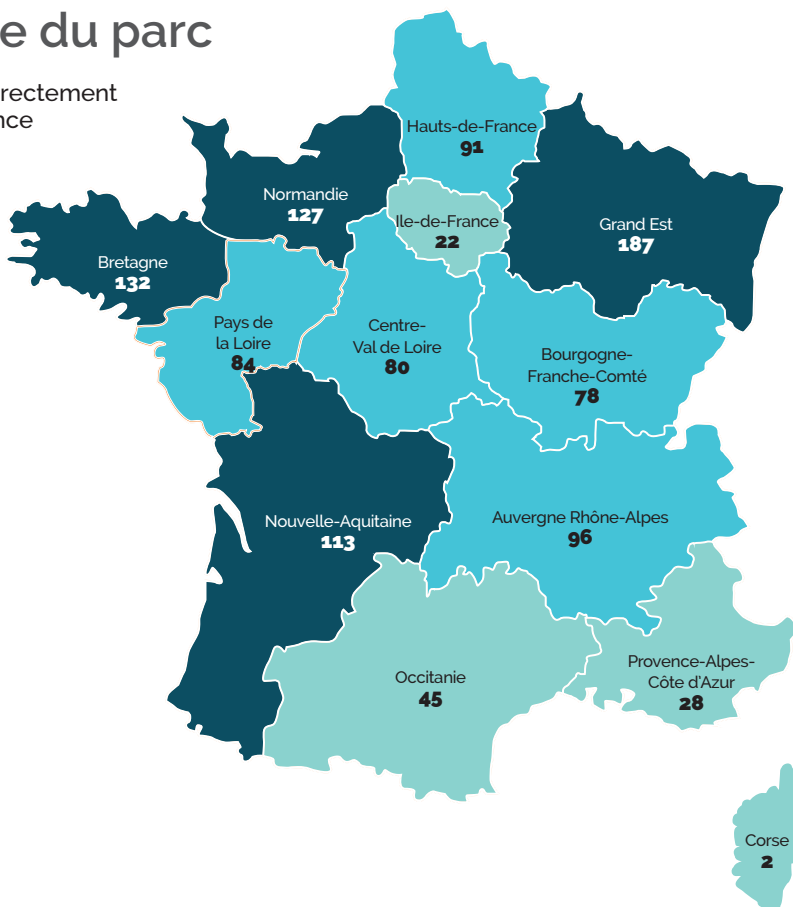 e du parc
rectement
nce
Hauts-de-France
91
Normandie
127
Ile-de-France
22
Grand Est
187
Bretagne
132
Pays de
la Loire
84
Centre-
Val de Loire
80
Bourgogne-
Franche-Comté
78
Nouvelle-Aquitaine
113
Auvergne Rhône-Alpes
96
Occitanie
45
Provence-Alpes-
Côte d'Azur
28
Corse
2